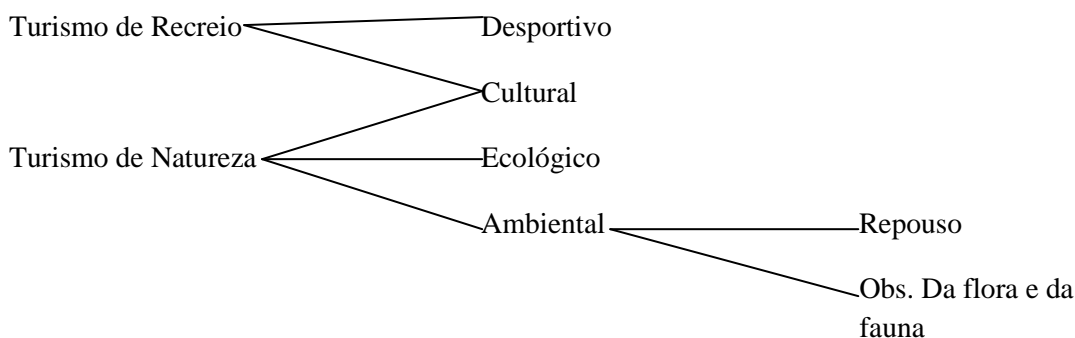 Turismo de Recreio
Desportivo
Cultural
Turismo de Natureza
Ecológico
Ambiental
Repouso
Obs. Da flora e da
fauna